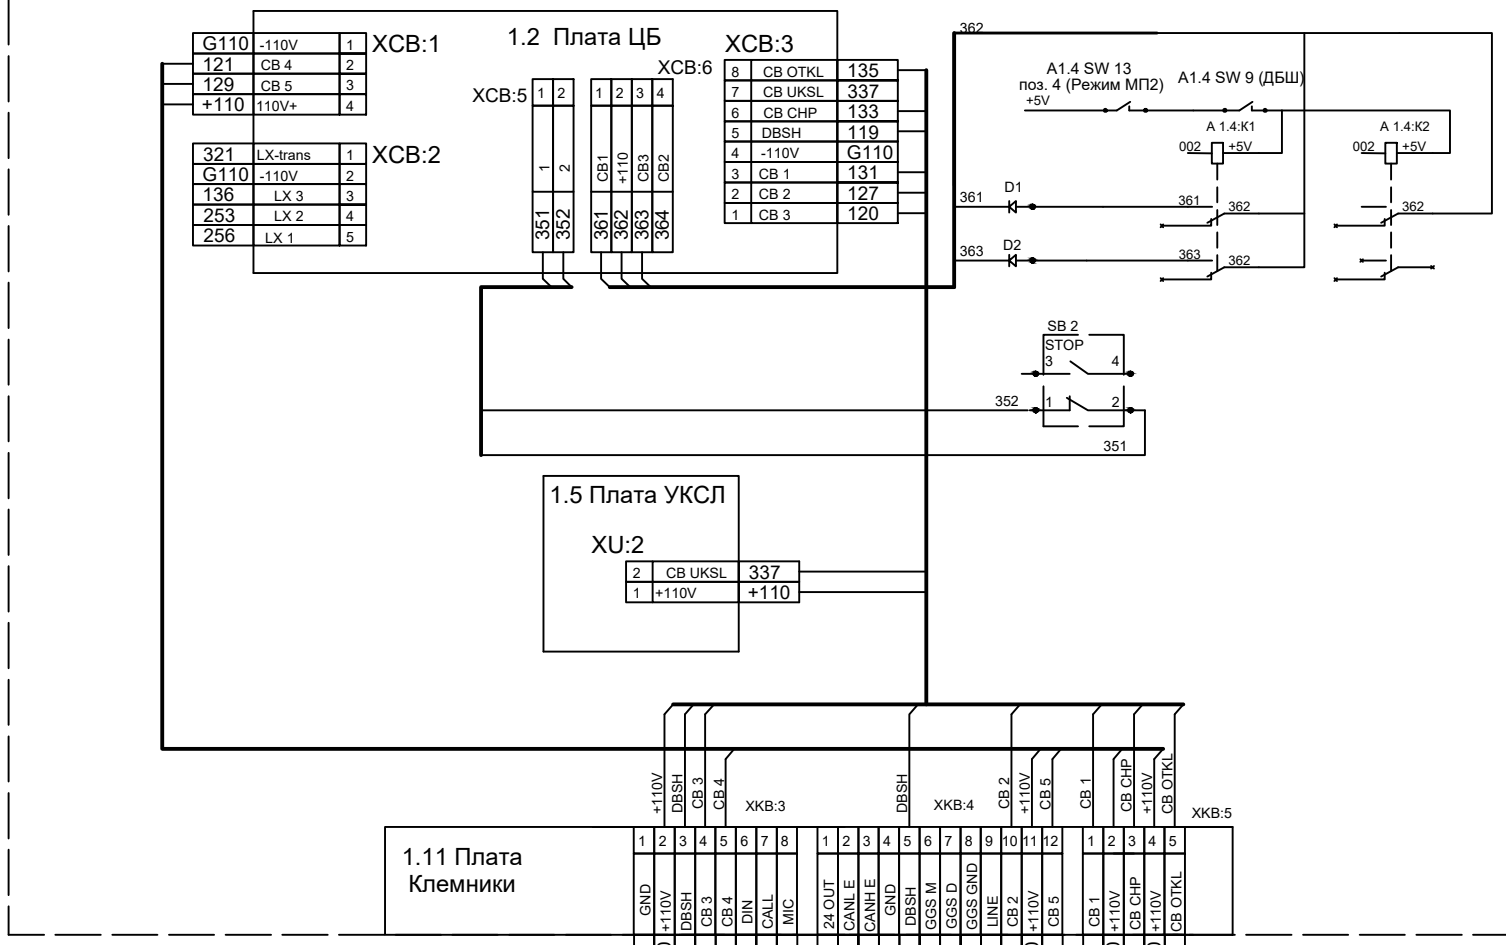 1.2 Плата ЦБ
XCB:1
G110 -110V 1
121 CB 4 2
129 CB 5 3
+110 110V+ 4
XCB:2
321 LX-trans 1
G110 -110V 2
136 LX 3 3
253 LX 2 4
256 LX 1 5
XCB:5
1 2
1 2
351 352
XCB:6
1 2 3 4
CB1 +110 CB3 CB2
361 362 363 364
XCB:3
8 CB OTKL 135
7 CB UKSL 337
6 CB CHP 133
5 DBSH 119
4 -110V G110
3 CB 1 131
2 CB 2 127
1 CB 3 120
362
A1.4 SW 13
поз. 4 (Режим МП2)
+5V
A1.4 SW 9 (ДБШ)
A 1.4:K1
002 +5V
A 1.4:K2
002 +5V
361 D1 361 362 362
363 D2 363 362
SB 2
STOP
3 4
352 1 2
351
1.5 Плата УКСЛ
XU:2
2 CB UKSL 337
1 +110V +110
+110V DBSH CB 3 CB 4 XKB:3 DBSH XKB:4 CB 2 +110V CB 5 CB 1 CB CHP +110V CB OTKL XKB:5
1.11 Плата
Клемники
1 2 3 4 5 6 7 8
GND +110V DBSH CB 3 CB 4 DIN CALL MIC
1 2 3 4 5 6 7 8 9 10 11 12
24 OUT CANL E CANH E GND DBSH GGS M GGS D GGS GND LINE CB 2 +110V CB 5
1 2 3 4 5
CB 1 +110V CB CHP +110V CB OTKL